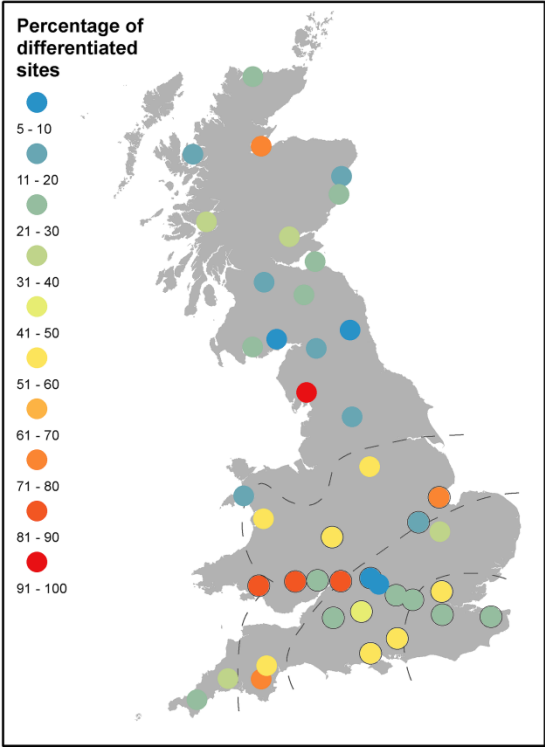 Percentage of
differentiated
sites
5 - 10
11 - 20
21 - 30
31 - 40
41 - 50
51 - 60
61 - 70
71 - 80
81 - 90
91 - 100